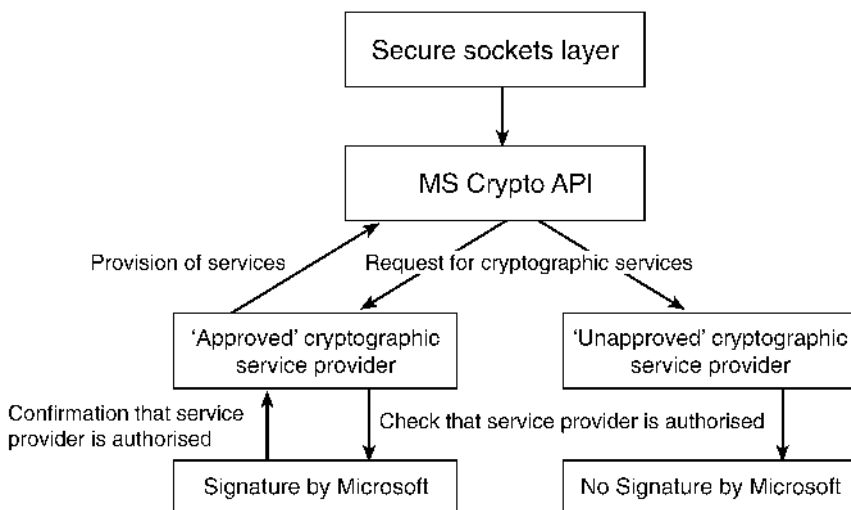 Secure sockets layer
MS Crypto API
Provision of services
Request for cryptographic services
‘Approved’ cryptographic
service provider
‘Unapproved’ cryptographic
service provider
Confirmation that service
provider is authorised
Check that service provider is authorised
Signature by Microsoft
No Signature by Microsoft